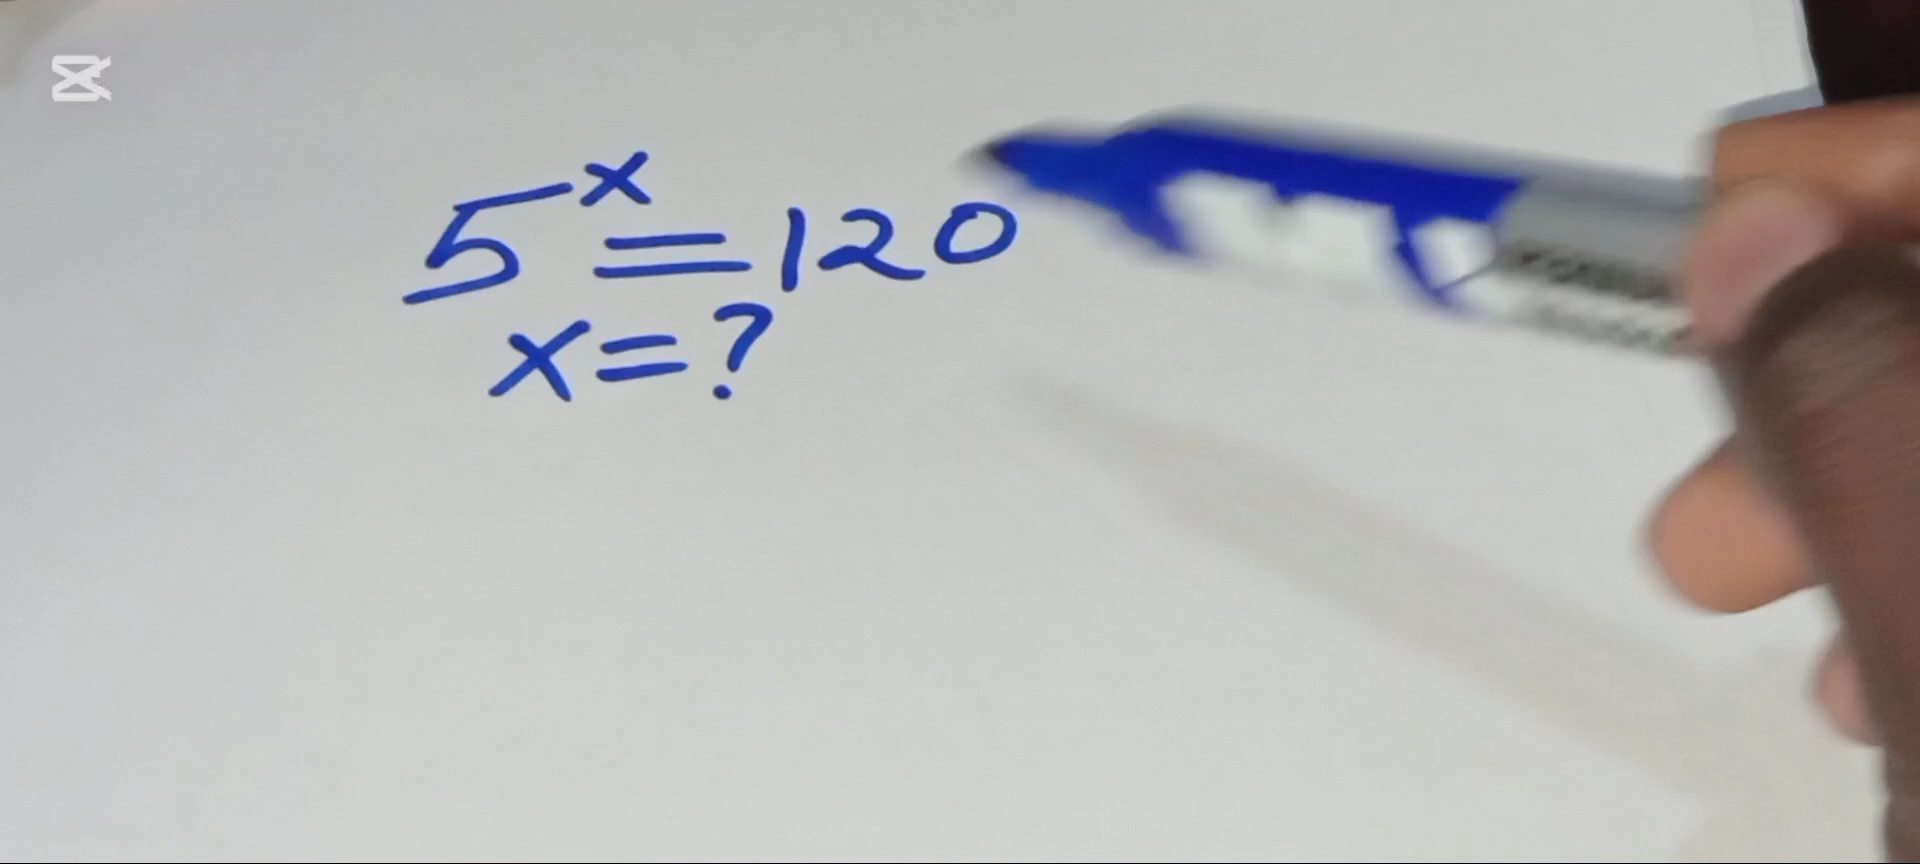 5^x = 120
x = ?